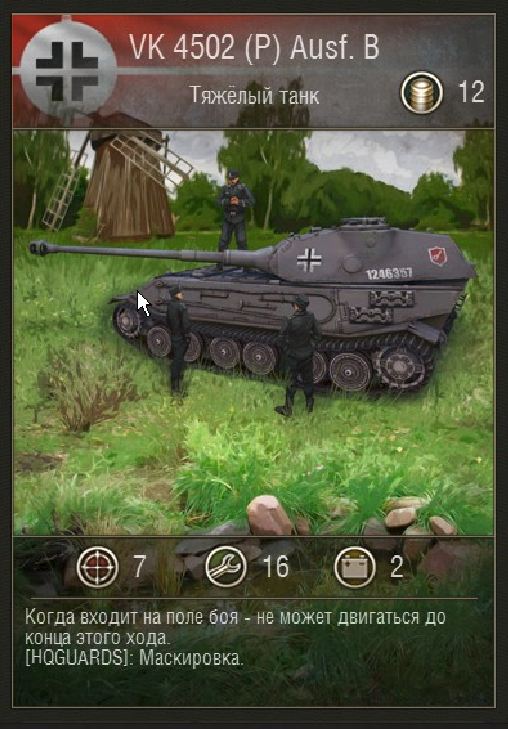 VK 4502 (P) Ausf. B
Тяжёлый танк
12
1246357
7 16 2
Когда входит на поле боя - не может двигаться до
конца этого хода.
[HQGUARDS]: Маскировка.